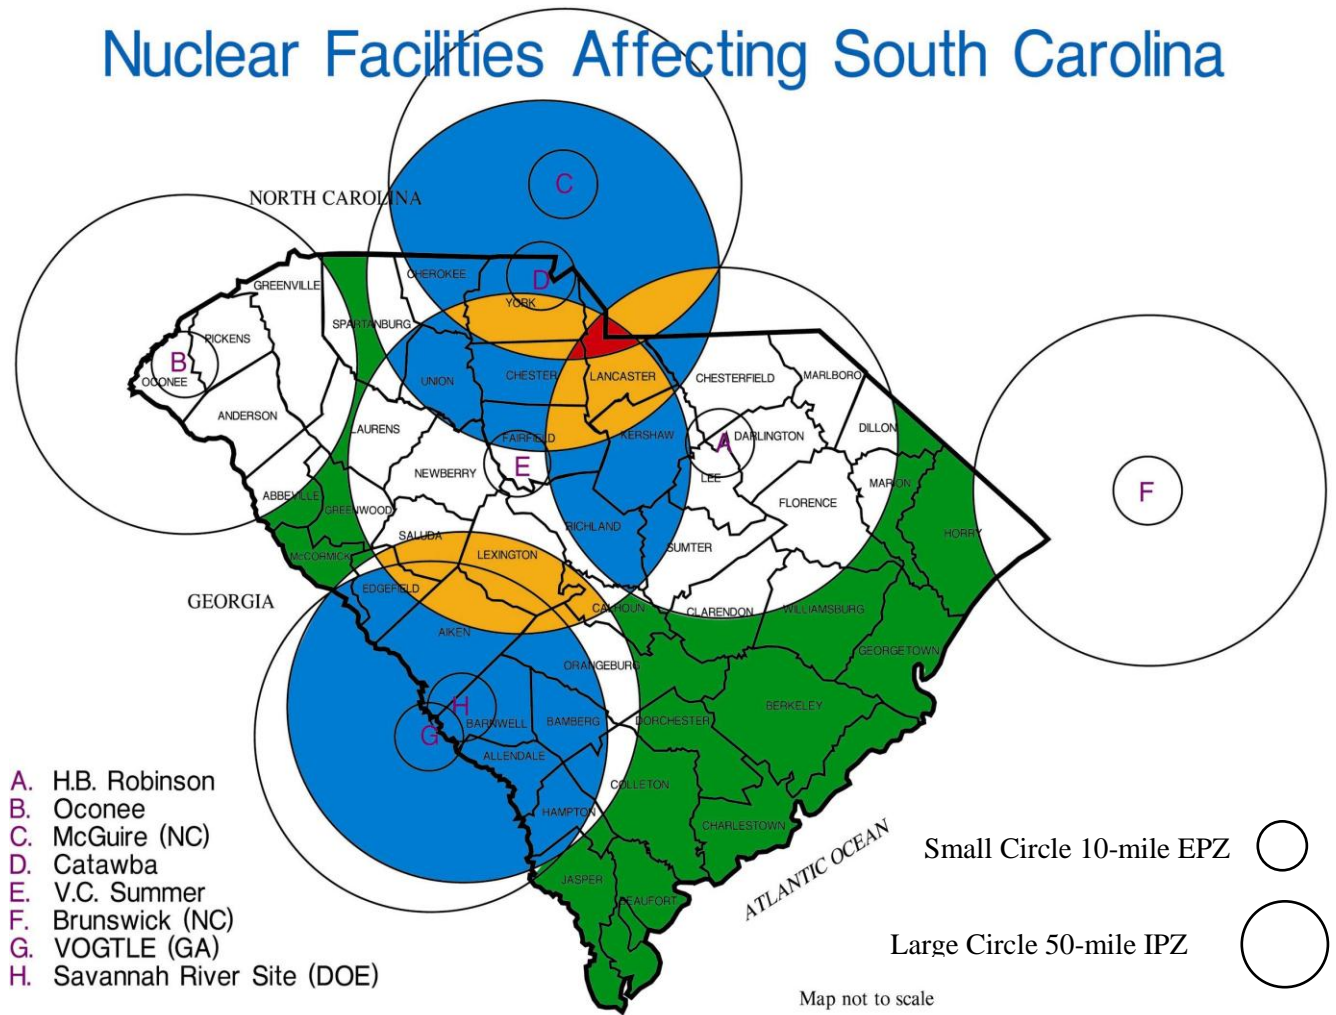 Nuclear Facilities Affecting South Carolina
C
NORTH CAROLINA
CHEROKEE
D
GREENVILLE
YORK
SPARTANBURG
PICKENS
B
OCONEE
UNION
CHESTER
LANCASTER
CHESTERFIELD
MARLBORO
ANDERSON
LAURENS
FAIRFIELD
KERSHAW
A
DARLINGTON
DILLON
E
NEWBERRY
LEE
MARION
F
ABBEVILLE
GREENWOOD
FLORENCE
RICHLAND
HORRY
SALUDA
SUMTER
McCORMICK
LEXINGTON
EDGEFIELD
GEORGIA
CALHOUN
CLARENDON
WILLIAMSBURG
AIKEN
GEORGETOWN
ORANGEBURG
H
BARNWELL
BAMBERG
DORCHESTER
BERKELEY
G
ALLENDALE
COLLETON
HAMPTON
CHARLESTOWN
JASPER
BEAUFORT
ATLANTIC OCEAN
A. H.B. Robinson
B. Oconee
C. McGuire (NC)
D. Catawba
E. V.C. Summer
F. Brunswick (NC)
G. VOGTLE (GA)
H. Savannah River Site (DOE)
Small Circle 10-mile EPZ
Large Circle 50-mile IPZ
Map not to scale